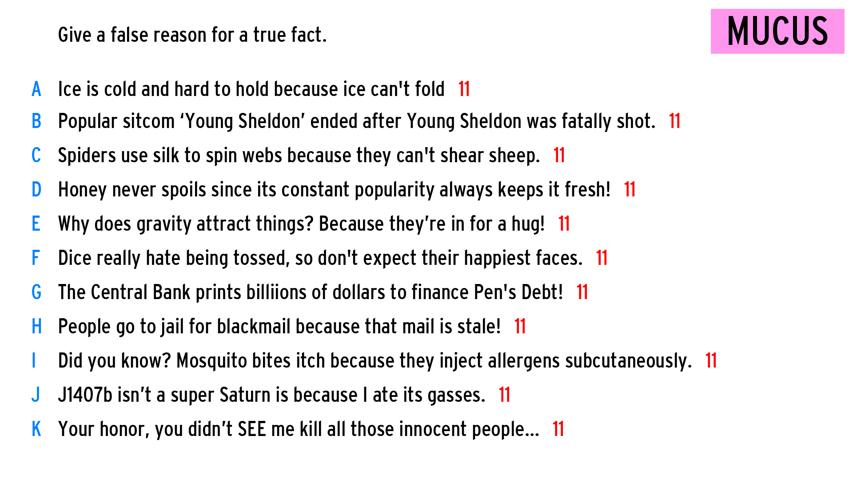 Give a false reason for a true fact.
MUCUS
A Ice is cold and hard to hold because ice can't fold 11
B Popular sitcom ‘Young Sheldon’ ended after Young Sheldon was fatally shot. 11
C Spiders use silk to spin webs because they can't shear sheep. 11
D Honey never spoils since its constant popularity always keeps it fresh! 11
E Why does gravity attract things? Because they’re in for a hug! 11
F Dice really hate being tossed, so don't expect their happiest faces. 11
G The Central Bank prints billiions of dollars to finance Pen's Debt! 11
H People go to jail for blackmail because that mail is stale! 11
I Did you know? Mosquito bites itch because they inject allergens subcutaneously. 11
J J1407b isn’t a super Saturn is because I ate its gasses. 11
K Your honor, you didn’t SEE me kill all those innocent people... 11